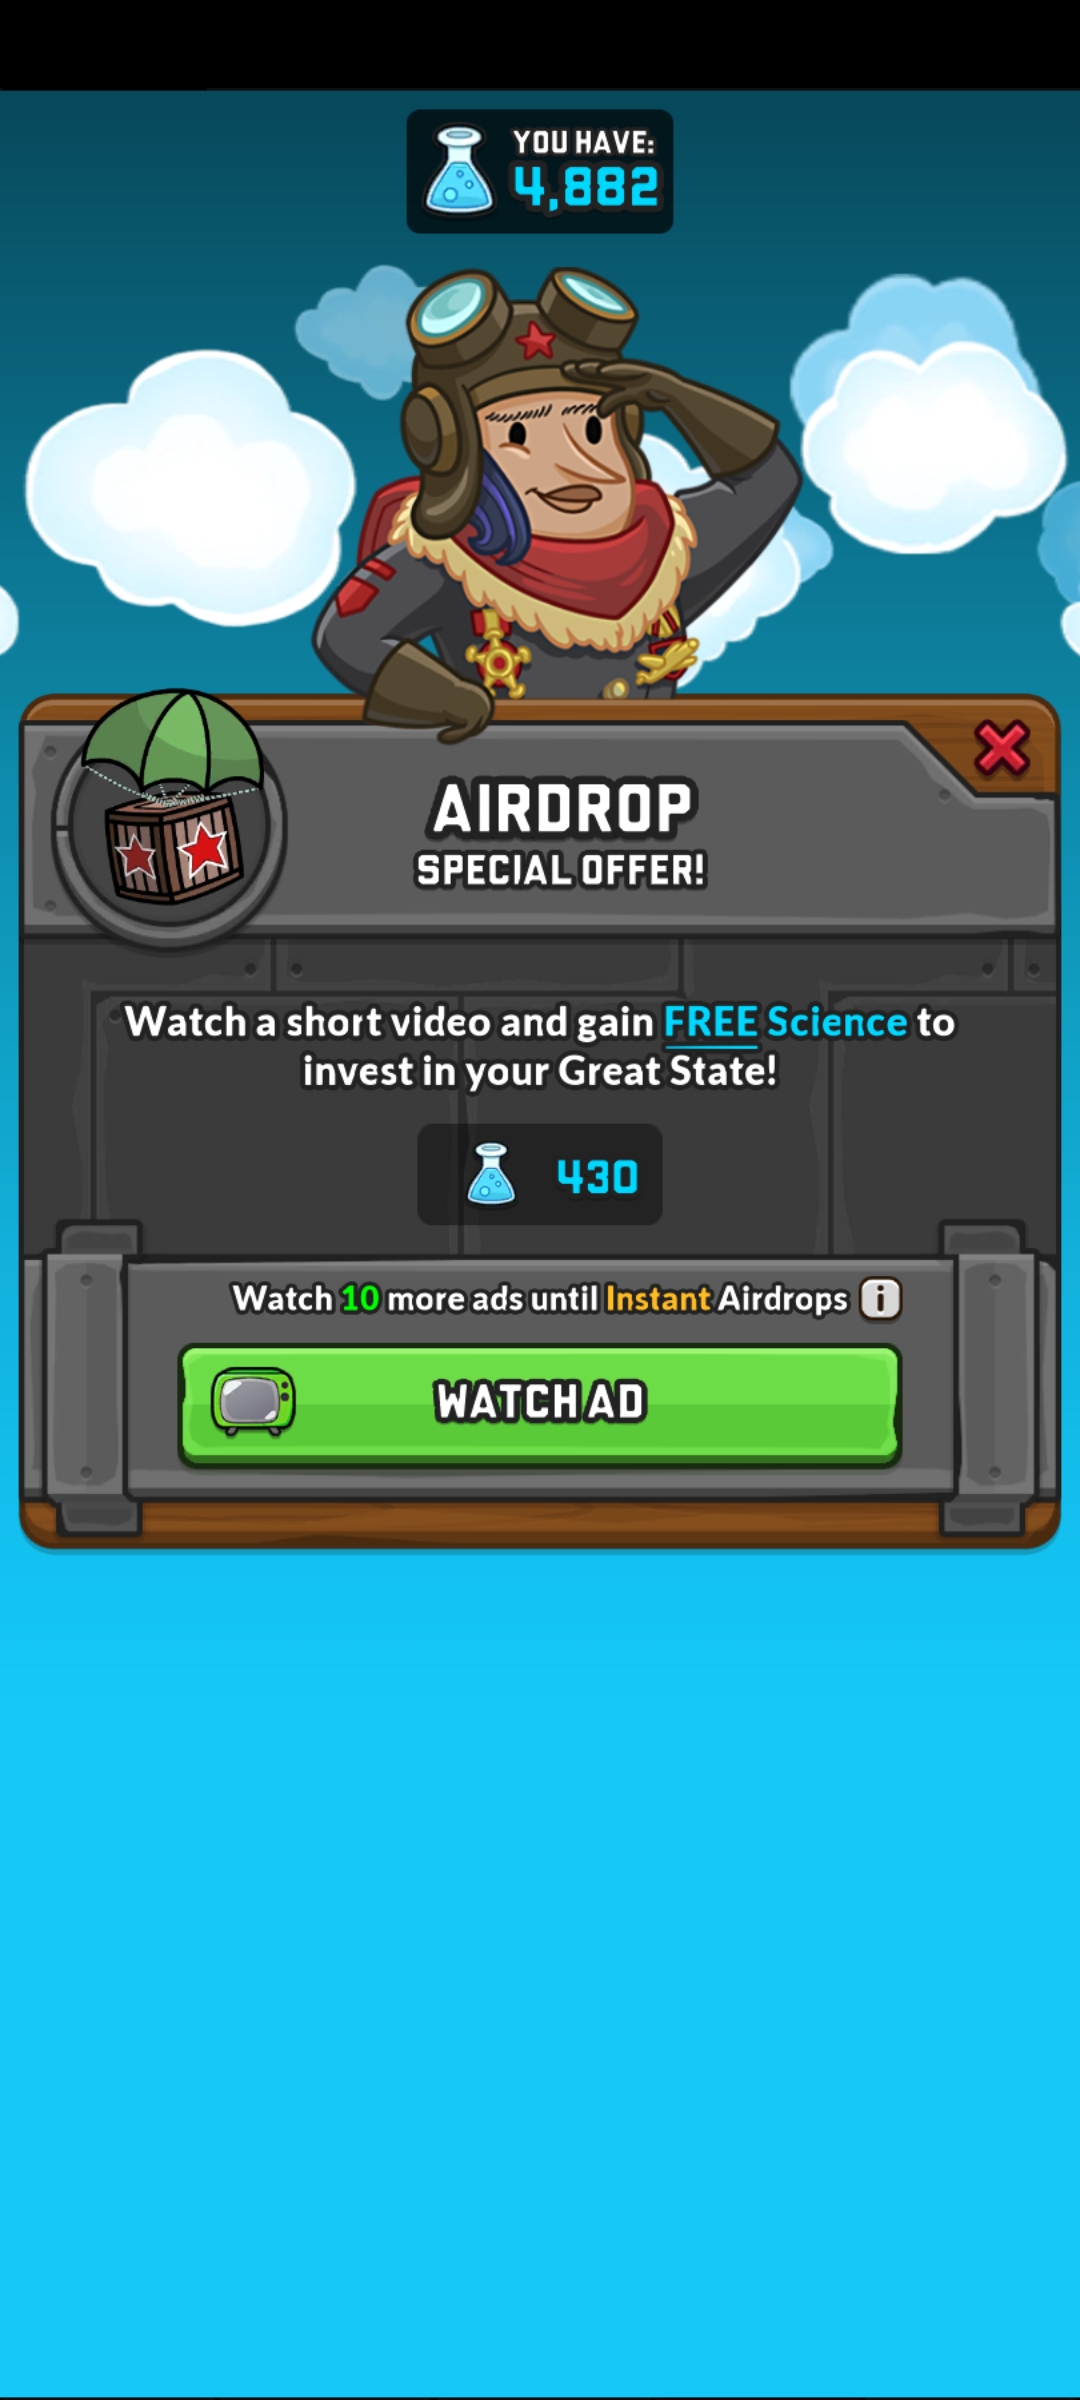 YOU HAVE:
4,882
AIRDROP
SPECIAL OFFER!
Watch a short video and gain FREE Science to
invest in your Great State!
430
Watch 10 more ads until Instant Airdrops i
WATCH AD